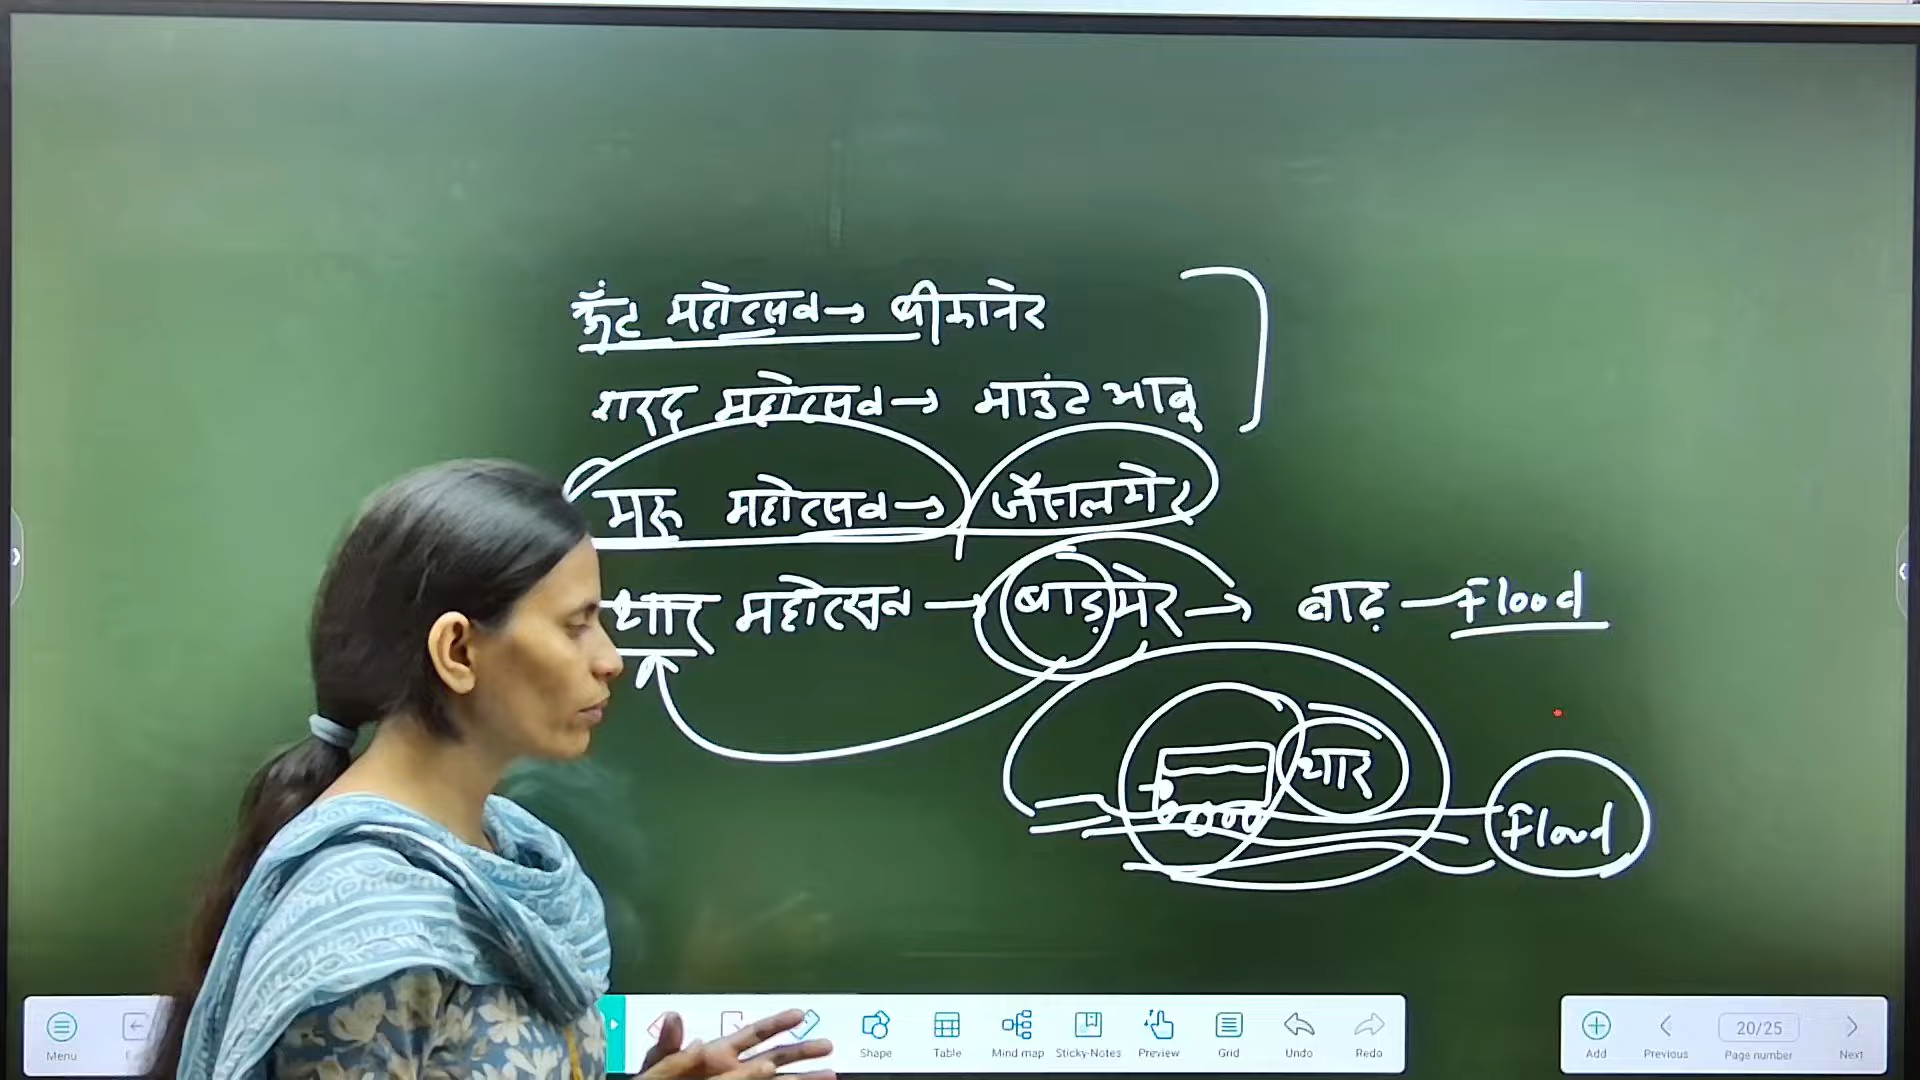 ऊँट महोत्सव → बीकानेर
शरद महोत्सव → माउंट आबू
मरू महोत्सव → जैसलमेर
थार महोत्सव → बाड़मेर → बाढ़ — Flood
थार
Flood
Menu
Shape
Table
Mind map
Sticky-Notes
Preview
Grid
Undo
Redo
Add
Previous
20/25
Page number
Next